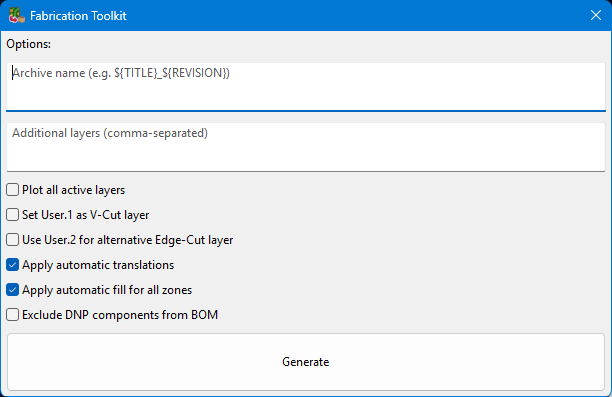 Fabrication Toolkit
Options:
Archive name (e.g. ${TITLE}_${REVISION})
Additional layers (comma-separated)
Plot all active layers
Set User.1 as V-Cut layer
Use User.2 for alternative Edge-Cut layer
Apply automatic translations
Apply automatic fill for all zones
Exclude DNP components from BOM
Generate